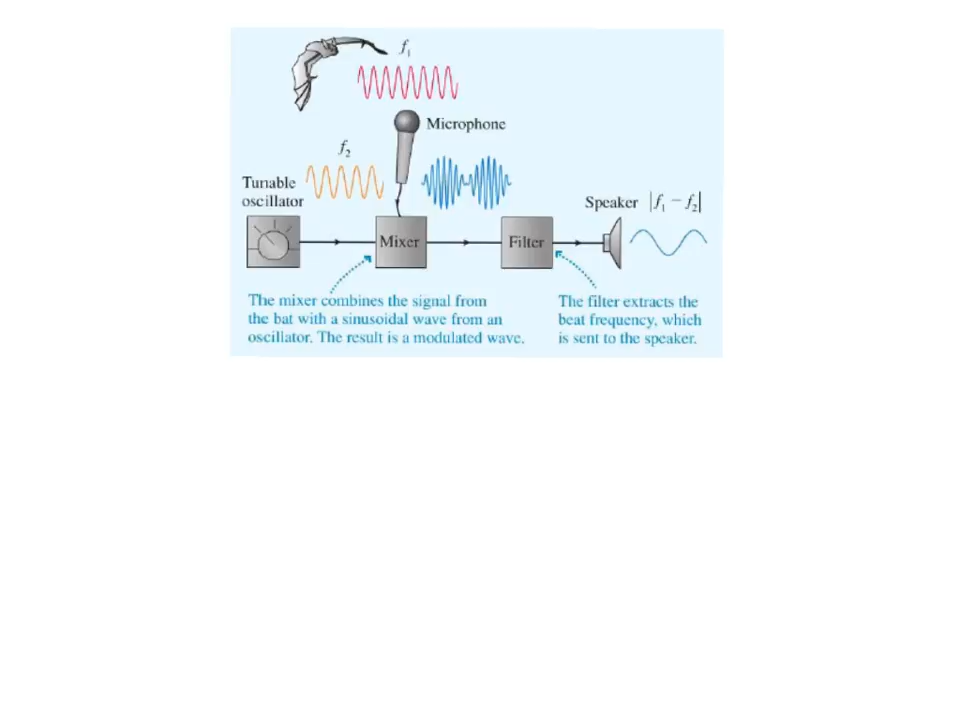 f₁
Microphone
f₂
Tunable
oscillator
Speaker |f₁ − f₂|
Mixer
Filter
The mixer combines the signal from
the bat with a sinusoidal wave from an
oscillator. The result is a modulated wave.
The filter extracts the
beat frequency, which
is sent to the speaker.